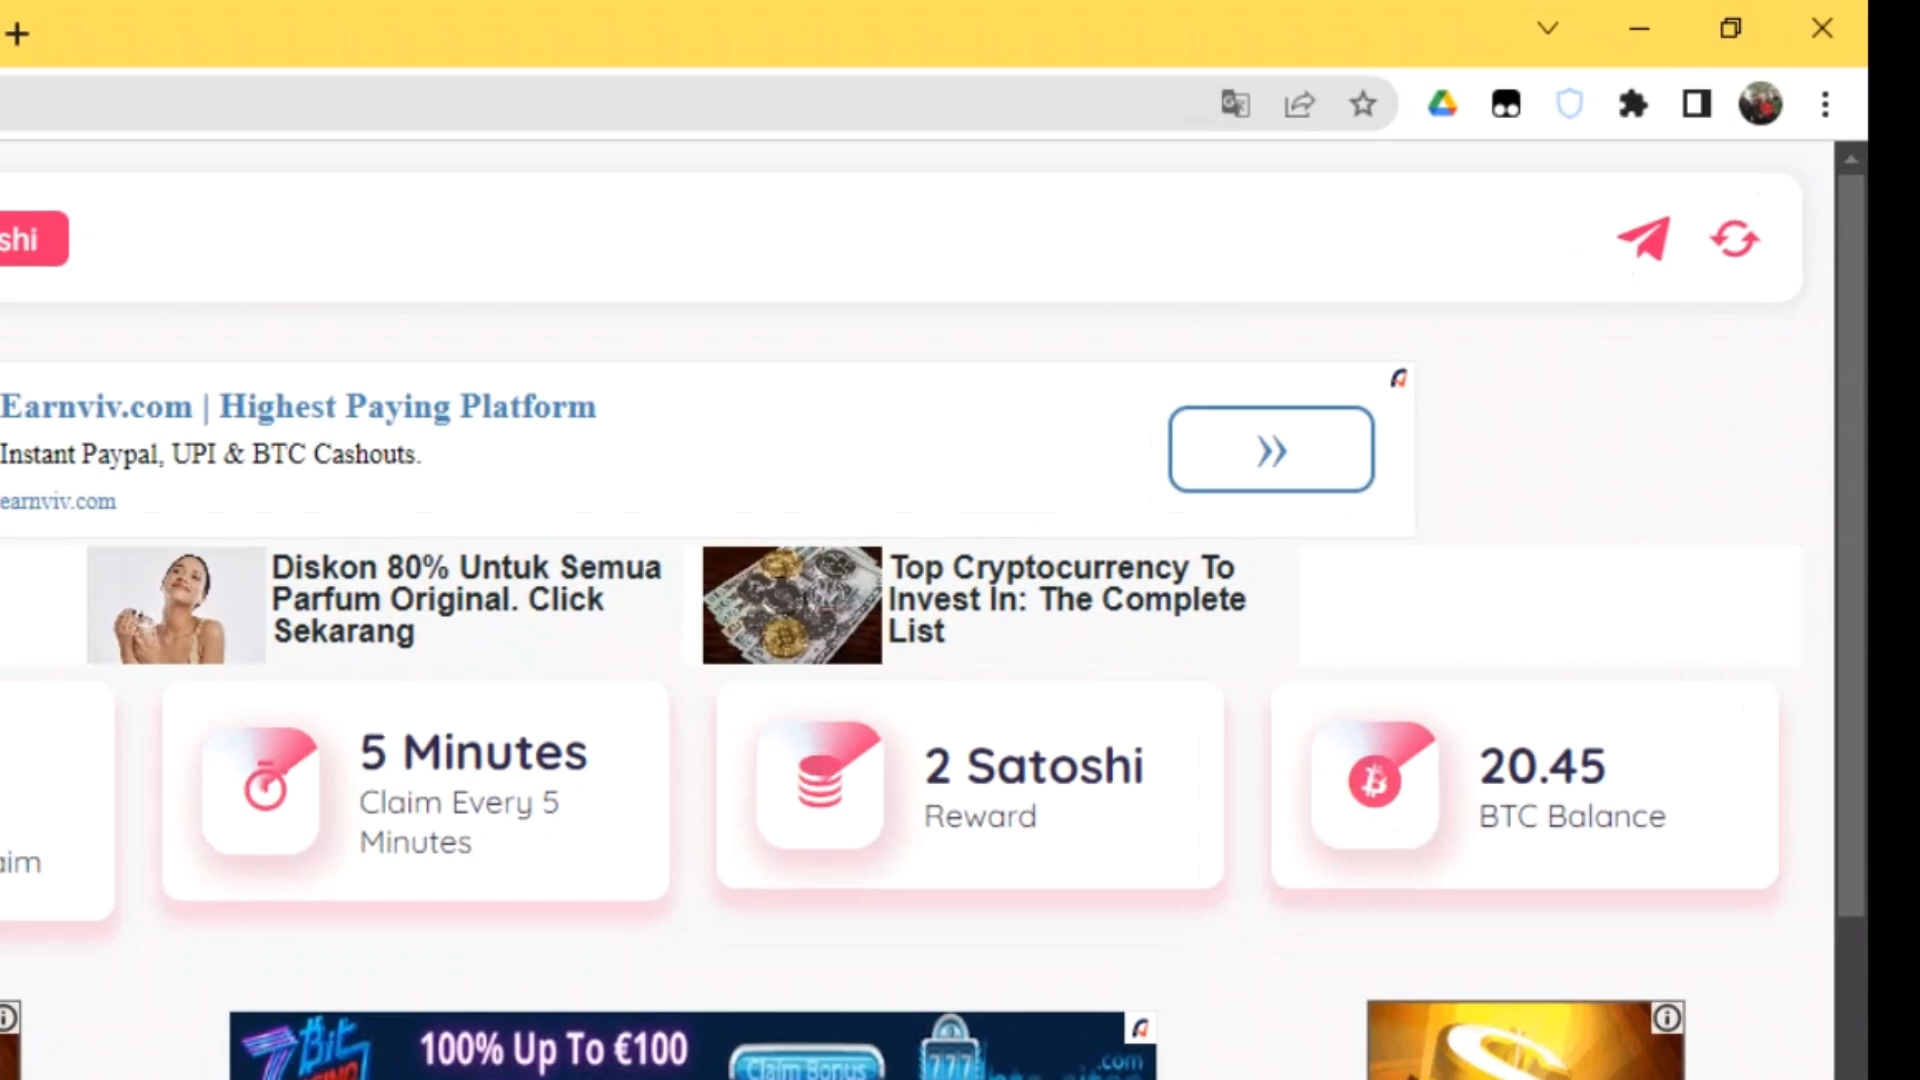 shi
Earnviv.com | Highest Paying Platform
Instant Paypal, UPI & BTC Cashouts.
earnviv.com
»
Diskon 80% Untuk Semua
Parfum Original. Click
Sekarang
Top Cryptocurrency To
Invest In: The Complete
List
5 Minutes
Claim Every 5
Minutes
2 Satoshi
Reward
20.45
BTC Balance
aim
7Bit
100% Up To €100
Claim Bonus
777
.com